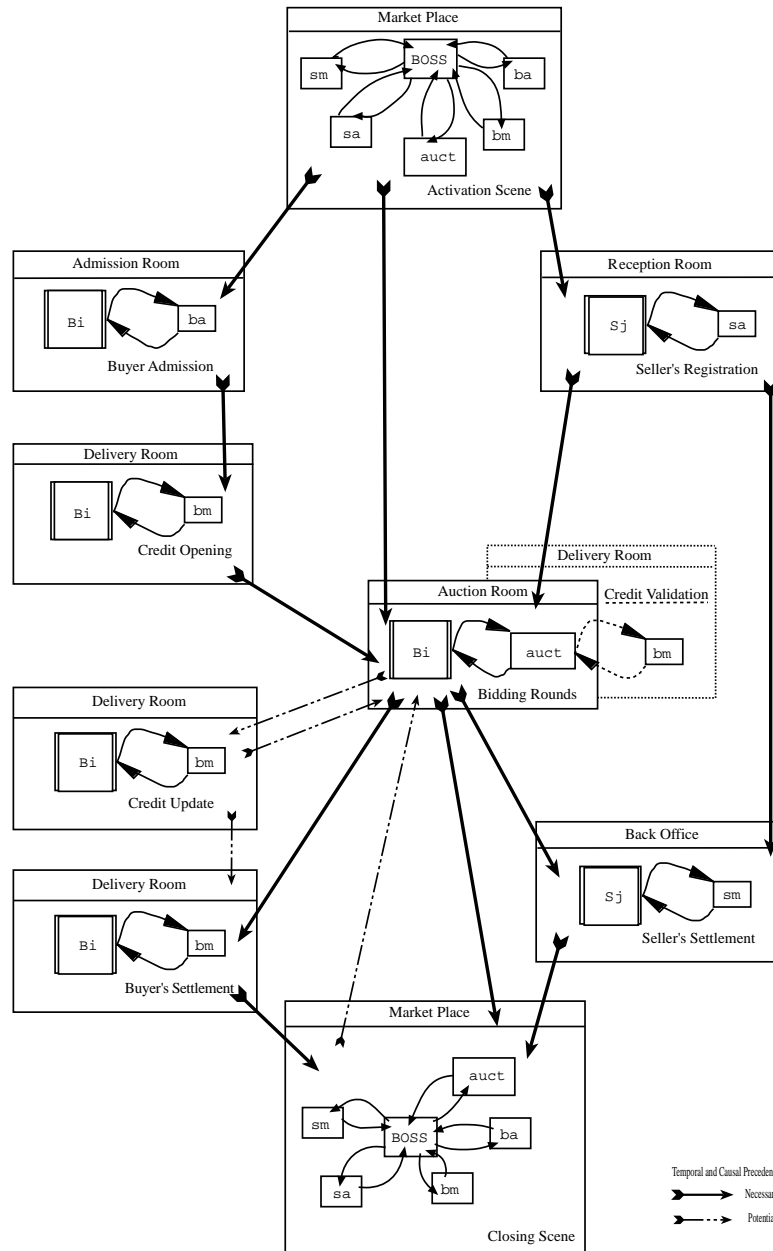 Market Place
BOSS
sm
ba
sa
auct
bm
Activation Scene
Admission Room
Bi
ba
Buyer Admission
Reception Room
Sj
sa
Seller's Registration
Delivery Room
Bi
bm
Credit Opening
Delivery Room
Credit Validation
bm
Auction Room
Bi
auct
Bidding Rounds
Delivery Room
Bi
bm
Credit Update
Back Office
Sj
sm
Seller's Settlement
Delivery Room
Bi
bm
Buyer's Settlement
Market Place
auct
sm
BOSS
ba
sa
bm
Closing Scene
Temporal and Causal